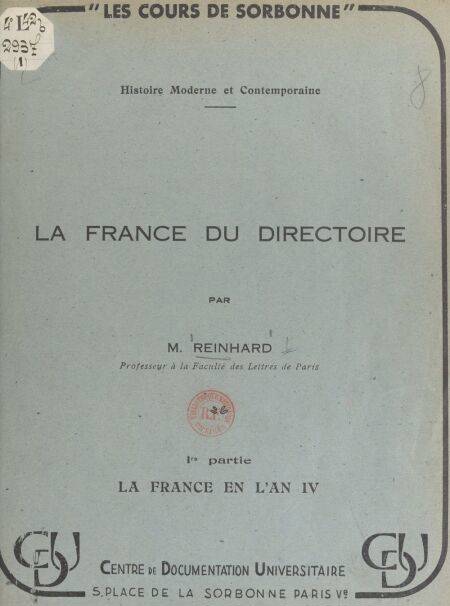 "LES COURS DE SORBONNE"
Histoire Moderne et Contemporaine
LA FRANCE DU DIRECTOIRE
PAR
M. REINHARD
Professeur à la Faculté des Lettres de Paris
1re partie
LA FRANCE EN L'AN IV
CDU
CDU
CENTRE DE DOCUMENTATION UNIVERSITAIRE
5, PLACE DE LA SORBONNE PARIS Ve